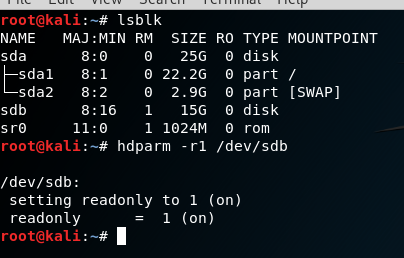 File Edit View Search Terminal Help
root@kali:~# lsblk
NAME   MAJ:MIN RM  SIZE RO TYPE MOUNTPOINT
sda      8:0    0   25G  0 disk
├─sda1   8:1    0 22.2G  0 part /
└─sda2   8:2    0  2.9G  0 part [SWAP]
sdb      8:16   1   15G  0 disk
sr0     11:0    1 1024M  0 rom
root@kali:~# hdparm -r1 /dev/sdb

/dev/sdb:
 setting readonly to 1 (on)
 readonly      =  1 (on)
root@kali:~#